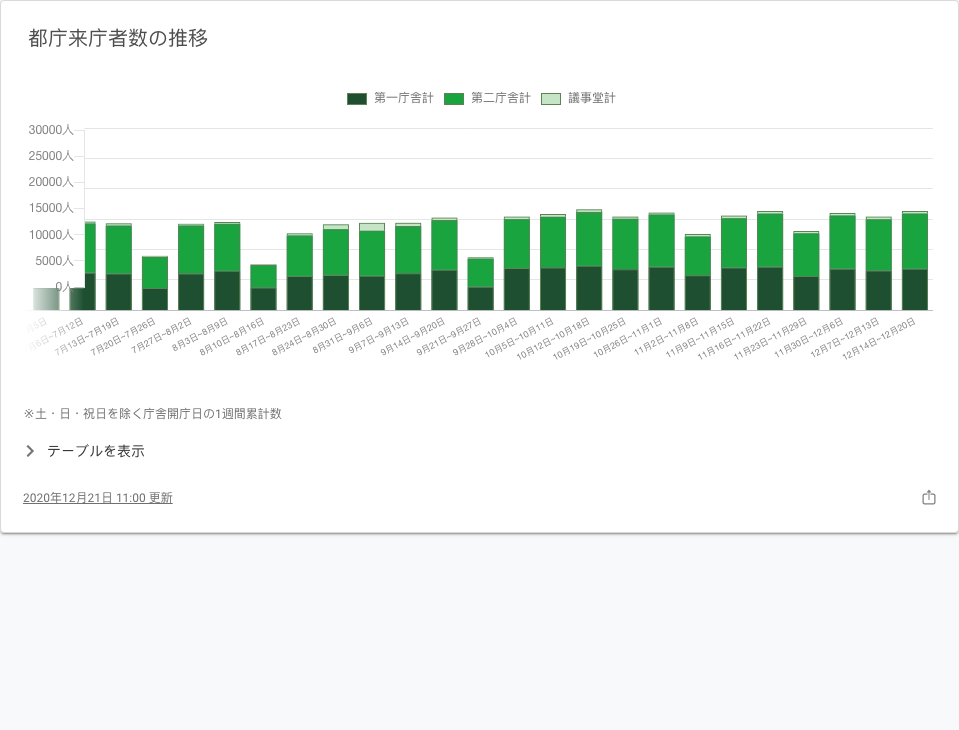 都庁来庁者数の推移
第一庁舎計 第二庁舎計 議事堂計
30000人
25000人
20000人
15000人
10000人
5000人
0人
7月13日~7月19日
7月20日~7月26日
7月27日~8月2日
8月3日~8月9日
8月10日~8月16日
8月17日~8月23日
8月24日~8月30日
8月31日~9月6日
9月7日~9月13日
9月14日~9月20日
9月21日~9月27日
9月28日~10月4日
10月5日~10月11日
10月12日~10月18日
10月19日~10月25日
10月26日~11月1日
11月2日~11月8日
11月9日~11月15日
11月16日~11月22日
11月23日~11月29日
11月30日~12月6日
12月7日~12月13日
12月14日~12月20日
※土・日・祝日を除く庁舎開庁日の1週間累計数
テーブルを表示
2020年12月21日 11:00 更新